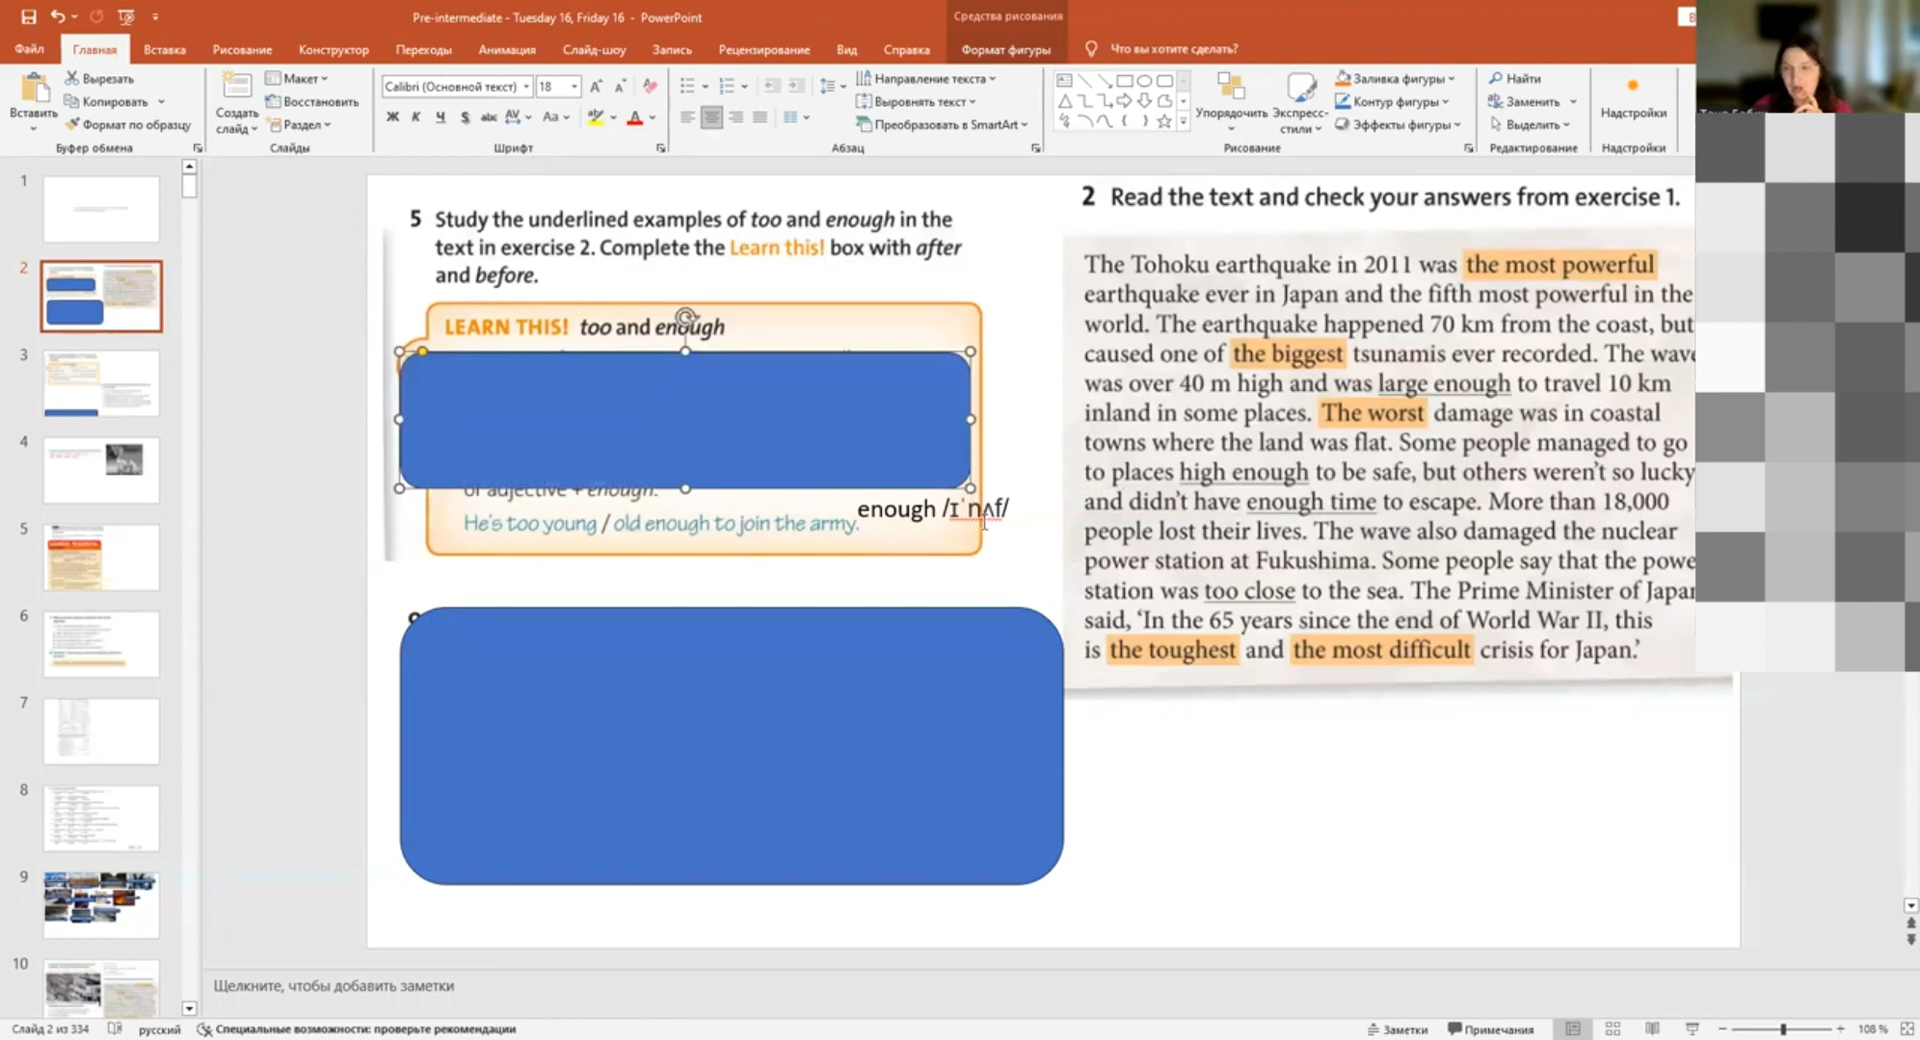 Pre-intermediate - Tuesday 16, Friday 16 - PowerPoint
Средства рисования
Файл
Главная
Вставка
Рисование
Конструктор
Переходы
Анимация
Слайд-шоу
Запись
Рецензирование
Вид
Справка
Формат фигуры
Что вы хотите сделать?
Вставить
Вырезать
Копировать
Формат по образцу
Буфер обмена
Создать
слайд
Макет
Восстановить
Раздел
Слайды
Calibri (Основной текст)
18
Ж К Ч S abc AV Aa A
Шрифт
Направление текста
Выровнять текст
Преобразовать в SmartArt
Абзац
Упорядочить
Экспресс-
стили
Заливка фигуры
Контур фигуры
Эффекты фигуры
Рисование
Найти
Заменить
Выделить
Редактирование
Настройки
Настройки
1
2
3
4
5
6
7
8
9
10
5 Study the underlined examples of too and enough in the
text in exercise 2. Complete the Learn this! box with after
and before.
LEARN THIS! too and enough
of adjective + enough.
He's too young / old enough to join the army.
enough /ɪˈnʌf/
2 Read the text and check your answers from exercise 1.
The Tohoku earthquake in 2011 was the most powerful
earthquake ever in Japan and the fifth most powerful in the
world. The earthquake happened 70 km from the coast, but
caused one of the biggest tsunamis ever recorded. The wave
was over 40 m high and was large enough to travel 10 km
inland in some places. The worst damage was in coastal
towns where the land was flat. Some people managed to go
to places high enough to be safe, but others weren't so lucky
and didn't have enough time to escape. More than 18,000
people lost their lives. The wave also damaged the nuclear
power station at Fukushima. Some people say that the powe
station was too close to the sea. The Prime Minister of Japan
said, ‘In the 65 years since the end of World War II, this
is the toughest and the most difficult crisis for Japan.’
Щелкните, чтобы добавить заметки
Слайд 2 из 334
русский
Специальные возможности: проверьте рекомендации
Заметки
Примечания
108 %